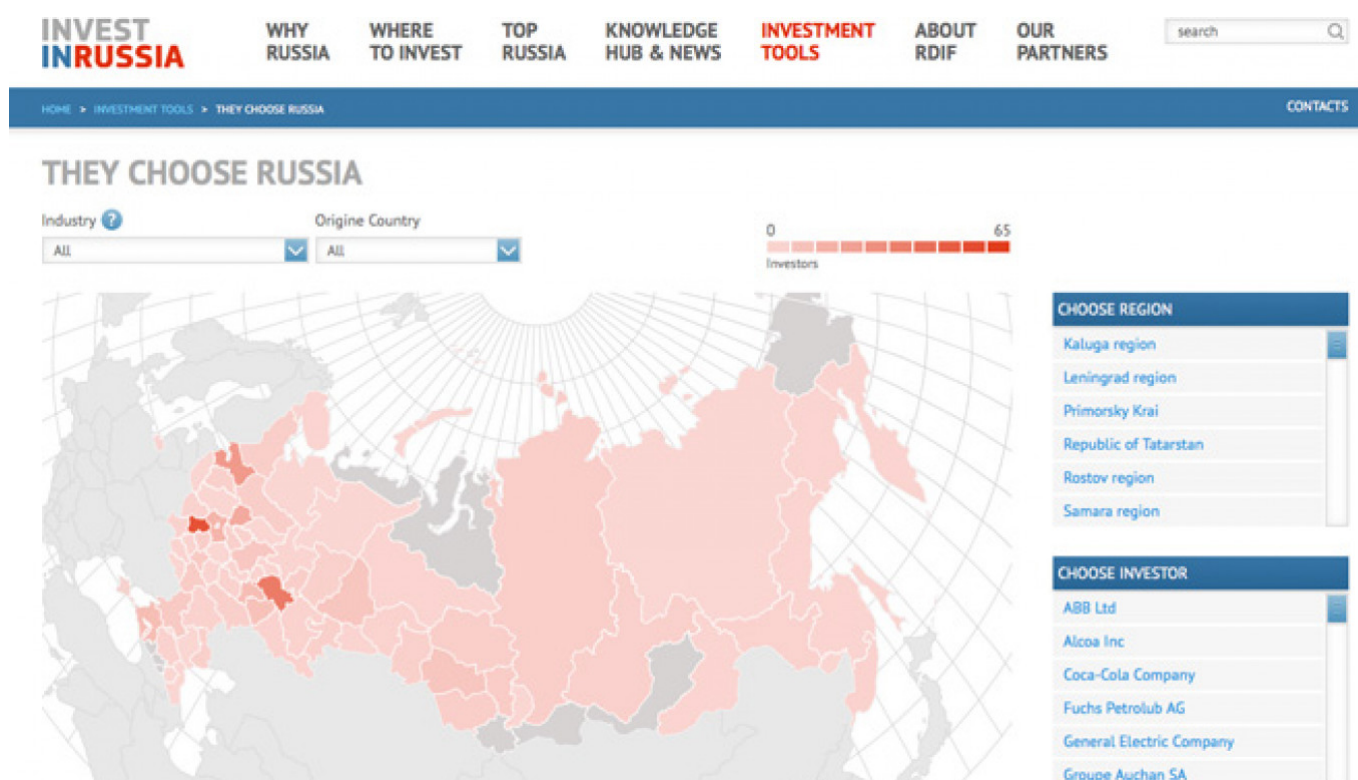 INVEST
INRUSSIA
WHY
RUSSIA
WHERE
TO INVEST
TOP
RUSSIA
KNOWLEDGE
HUB & NEWS
INVESTMENT
TOOLS
ABOUT
RDIF
OUR
PARTNERS
search
HOME > INVESTMENT TOOLS > THEY CHOOSE RUSSIA
CONTACTS
THEY CHOOSE RUSSIA
Industry ?
Origine Country
All
All
0 65
Investors
CHOOSE REGION
Kaluga region
Leningrad region
Primorsky Krai
Republic of Tatarstan
Rostov region
Samara region
CHOOSE INVESTOR
ABB Ltd
Alcoa Inc
Coca-Cola Company
Fuchs Petrolub AG
General Electric Company
Groupe Auchan SA